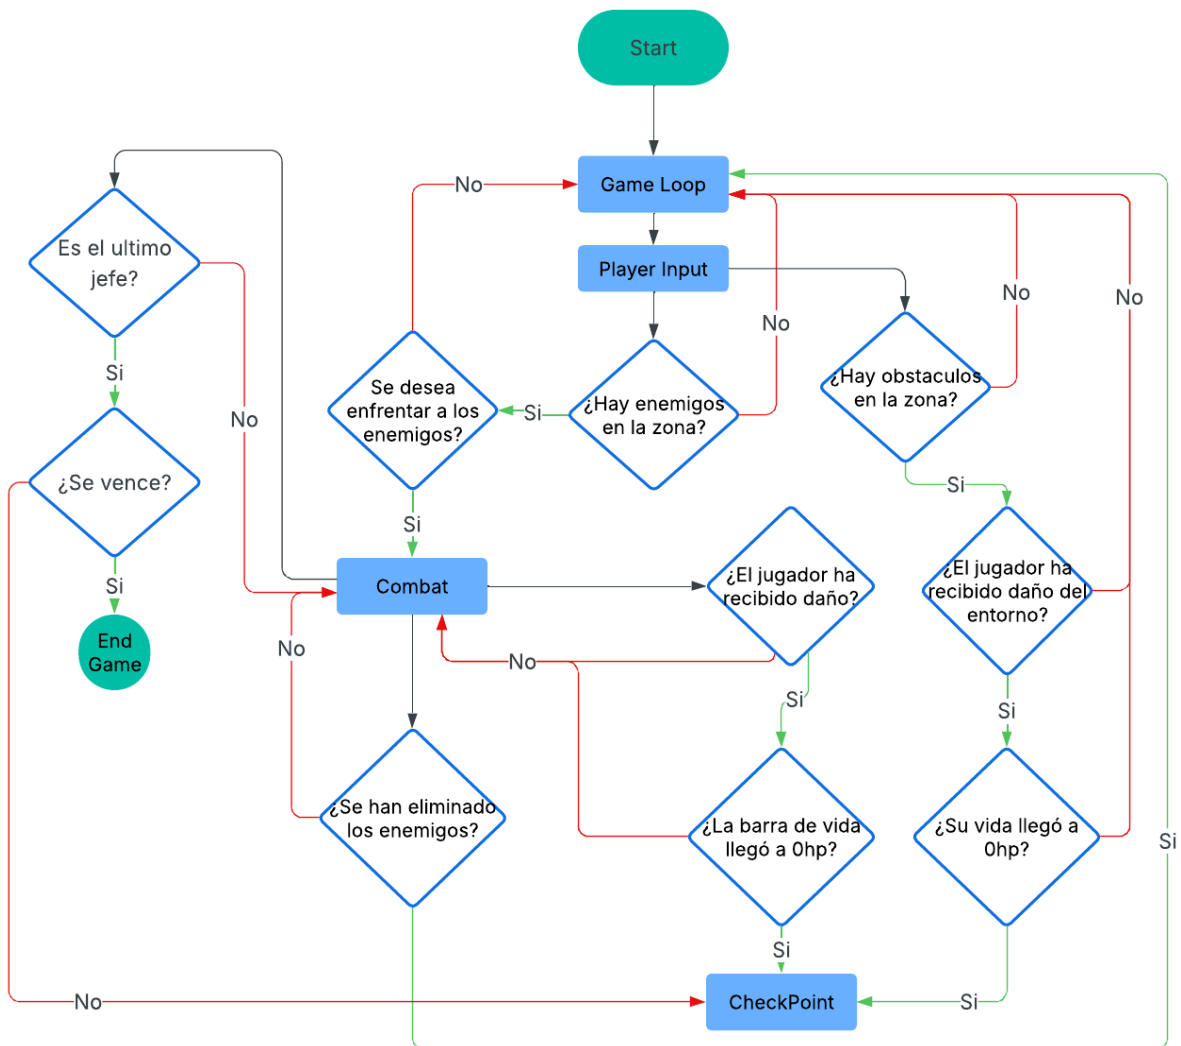 Start
Game Loop
No
Player Input
Es el ultimo
jefe?
No
No
No
Si
Se desea
enfrentar a los
enemigos?
Si
¿Hay enemigos
en la zona?
¿Hay obstaculos
en la zona?
No
¿Se vence?
Si
Si
Si
Combat
¿El jugador ha
recibido daño?
¿El jugador ha
recibido daño del
entorno?
End
Game
No
No
Si
Si
¿Se han eliminado
los enemigos?
¿La barra de vida
llegó a 0hp?
¿Su vida llegó a
0hp?
Si
Si
No
CheckPoint
Si